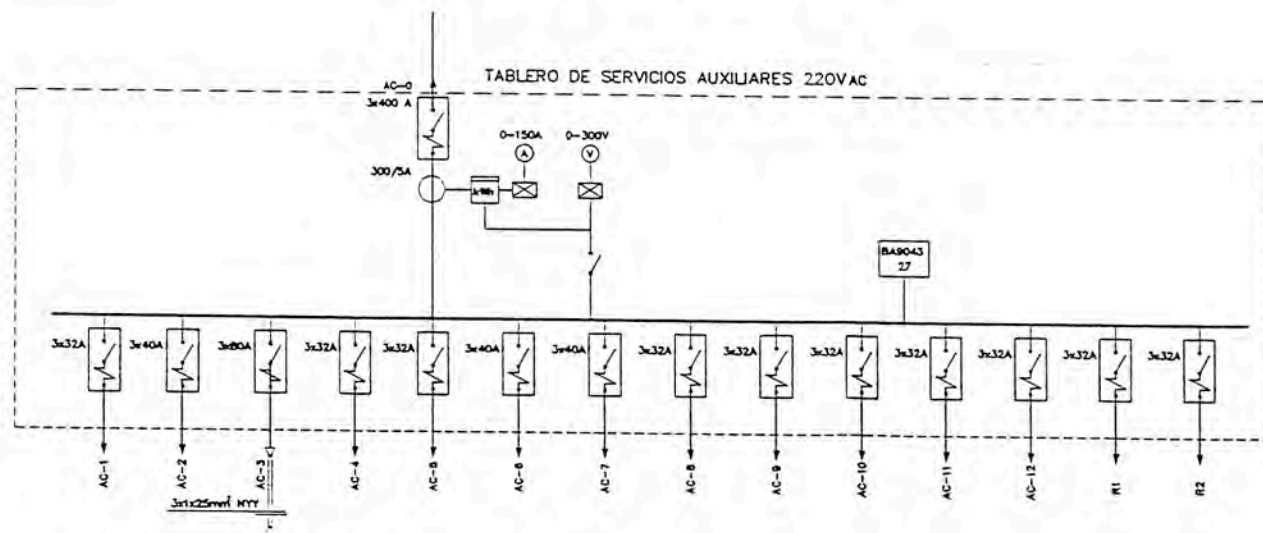 TABLERO DE SERVICIOS AUXILIARES 220VAC
AC-0
3x400 A
0-150A
0-300V
A
V
300/5A
BA9043
27
3x32A
3x40A
3x80A
3x32A
3x32A
3x40A
3x40A
3x32A
3x32A
3x32A
3x32A
3x32A
3x32A
3x32A
AC-1
AC-2
AC-3
AC-4
AC-5
AC-6
AC-7
AC-8
AC-9
AC-10
AC-11
AC-12
R1
R2
3x1x25mm² NYY